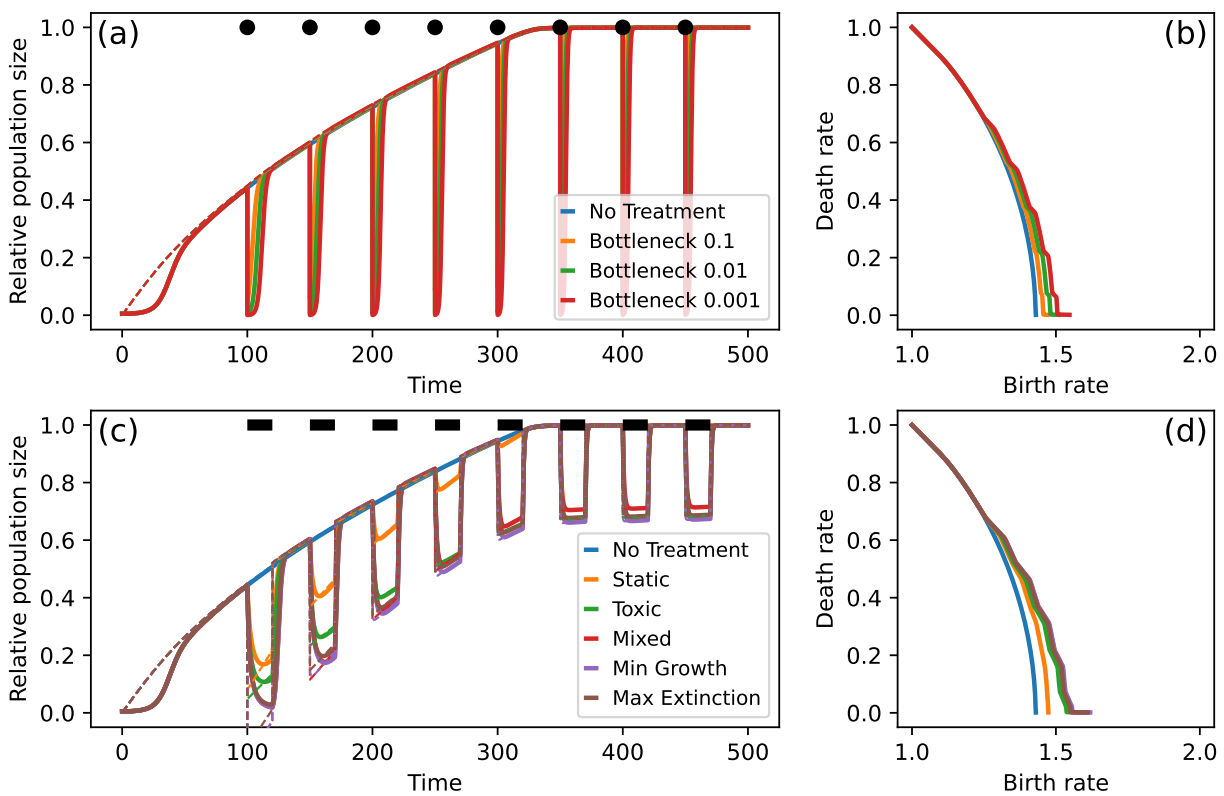 (a)
Relative population size
1.0
0.8
0.6
0.4
0.2
0.0
No Treatment
Bottleneck 0.1
Bottleneck 0.01
Bottleneck 0.001
0 100 200 300 400 500
Time
(b)
Death rate
1.0
0.8
0.6
0.4
0.2
0.0
1.0 1.5 2.0
Birth rate
(c)
Relative population size
1.0
0.8
0.6
0.4
0.2
0.0
No Treatment
Static
Toxic
Mixed
Min Growth
Max Extinction
0 100 200 300 400 500
Time
(d)
Death rate
1.0
0.8
0.6
0.4
0.2
0.0
1.0 1.5 2.0
Birth rate